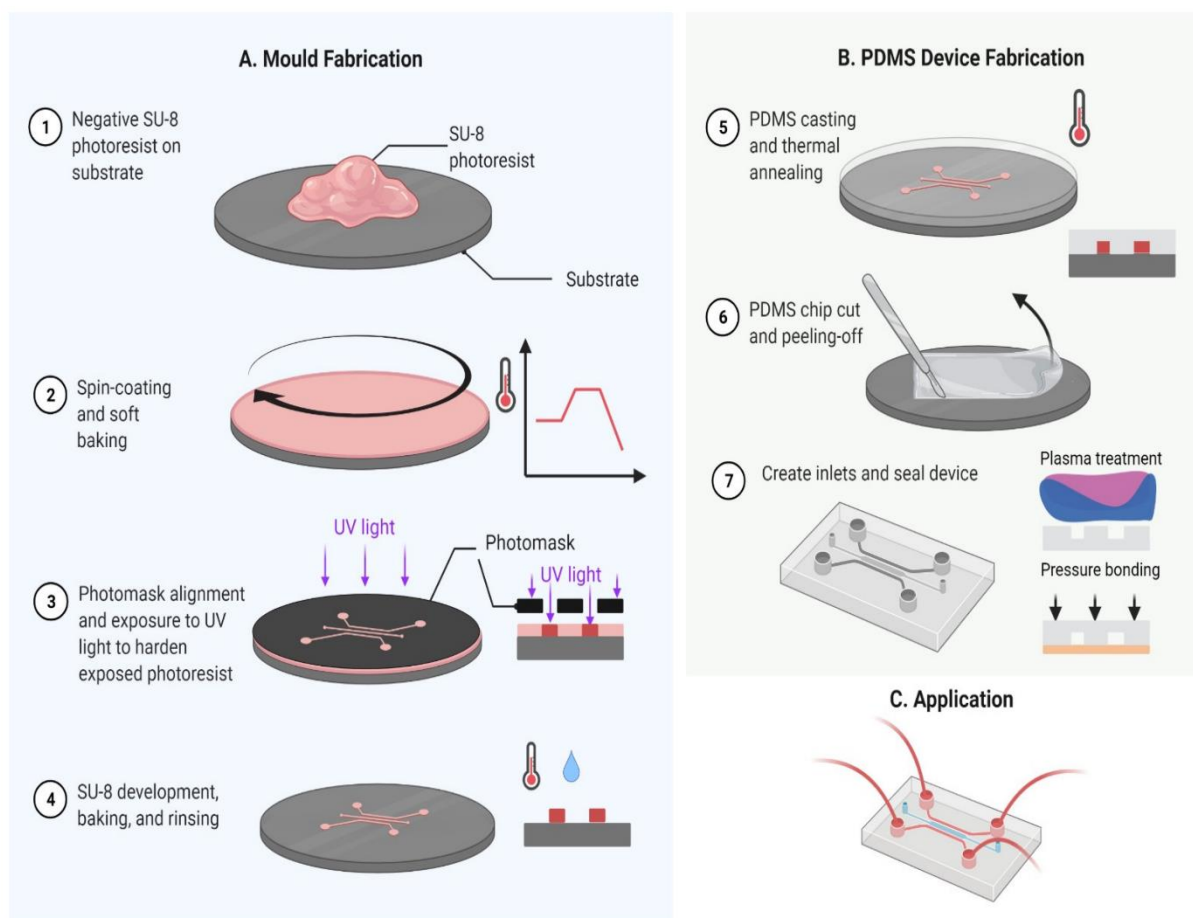 A. Mould Fabrication
1
Negative SU-8
photoresist on
substrate
SU-8
photoresist
Substrate
2
Spin-coating
and soft
baking
UV light
Photomask
UV light
3
Photomask alignment
and exposure to UV
light to harden
exposed photoresist
4
SU-8 development,
baking, and rinsing
B. PDMS Device Fabrication
5
PDMS casting
and thermal
annealing
6
PDMS chip cut
and peeling-off
7
Create inlets and seal device
Plasma treatment
Pressure bonding
C. Application